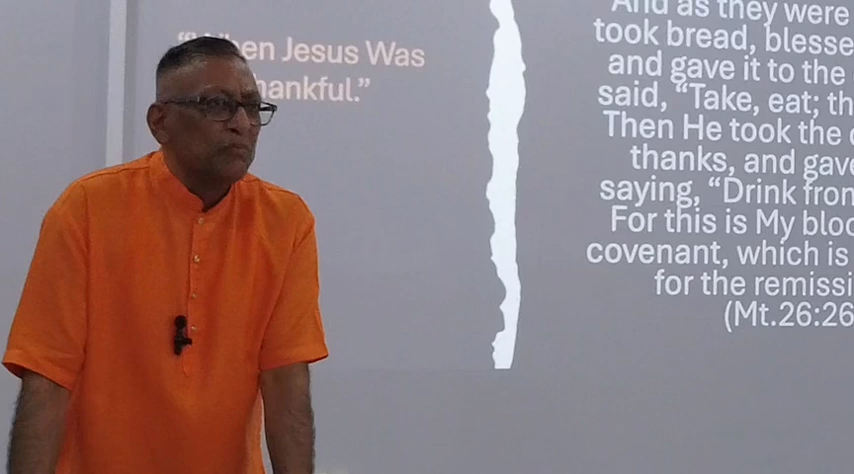 “When Jesus Was
hankful.”
And as they were
took bread, blesse
and gave it to the
said, “Take, eat; th
Then He took the
thanks, and gave
saying, “Drink fro
For this is My bloo
covenant, which is
for the remissi
(Mt.26:26